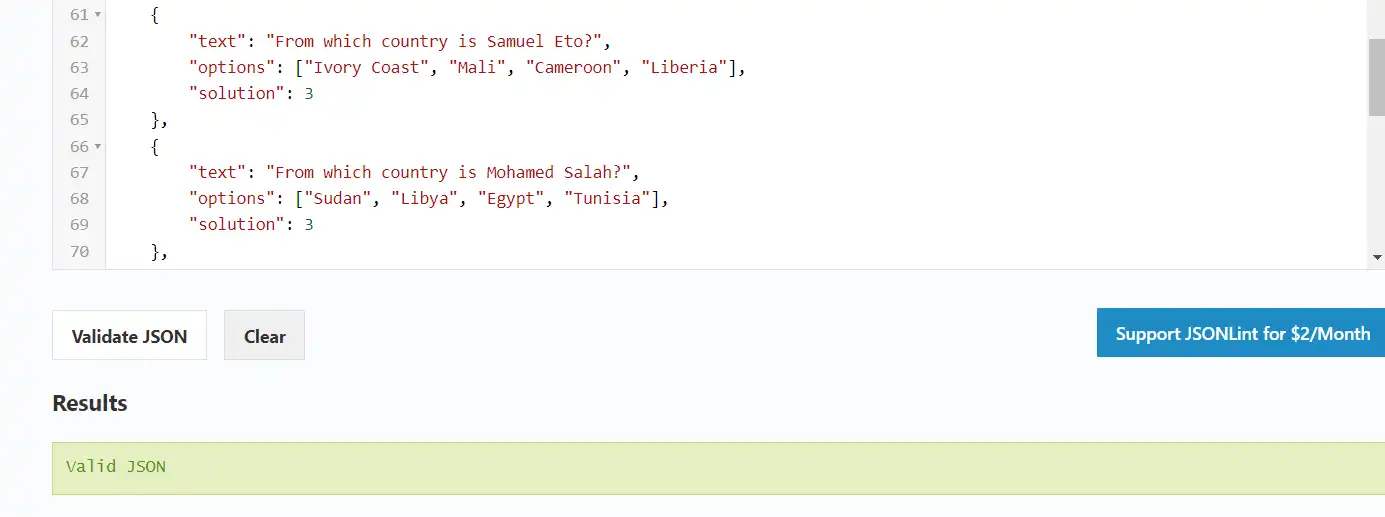 61 {
62 "text": "From which country is Samuel Eto?",
63 "options": ["Ivory Coast", "Mali", "Cameroon", "Liberia"],
64 "solution": 3
65 },
66 {
67 "text": "From which country is Mohamed Salah?",
68 "options": ["Sudan", "Libya", "Egypt", "Tunisia"],
69 "solution": 3
70 },
Validate JSON Clear Support JSONLint for $2/Month
Results
Valid JSON